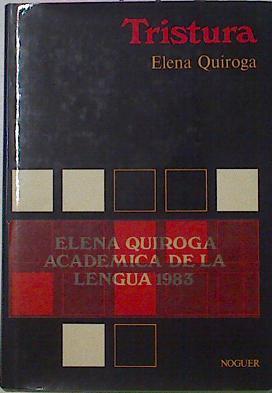 Tristura
Elena Quiroga
ELENA QUIROGA
ACADEMICA DE LA
LENGUA 1983
NOGUER